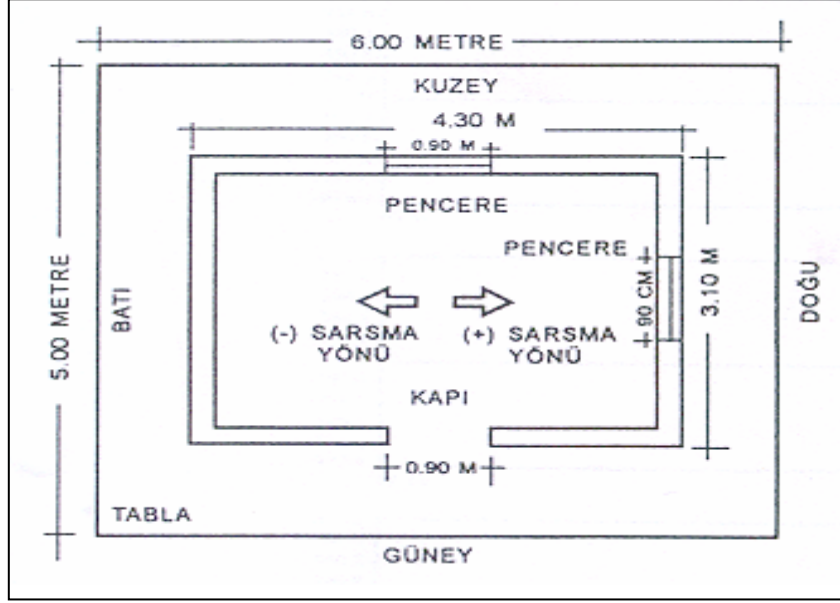 6.00 METRE
KUZEY
4.30 M
0.90 M
PENCERE
PENCERE
90 CM
3.10 M
DOĞU
5.00 METRE
BATI
(-) SARSMA
YÖNÜ
(+) SARSMA
YÖNÜ
KAPI
0.90 M
TABLA
GÜNEY